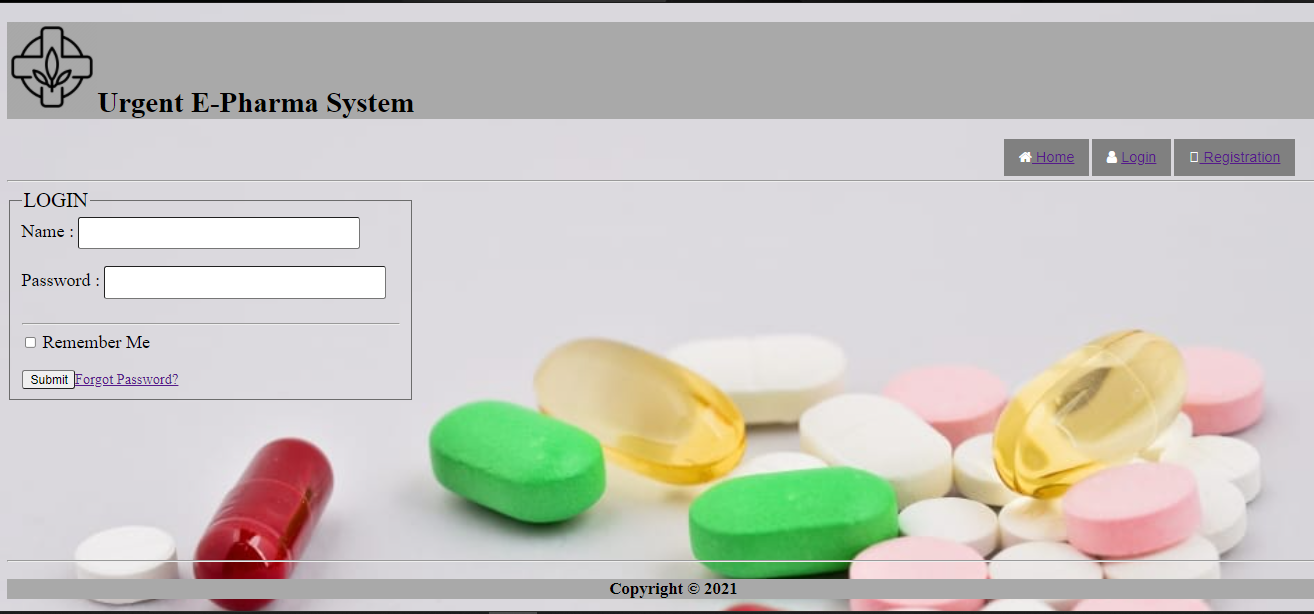 Urgent E-Pharma System
Home Login Registration
LOGIN
Name :
Password :
Remember Me
Submit Forgot Password?
Copyright © 2021